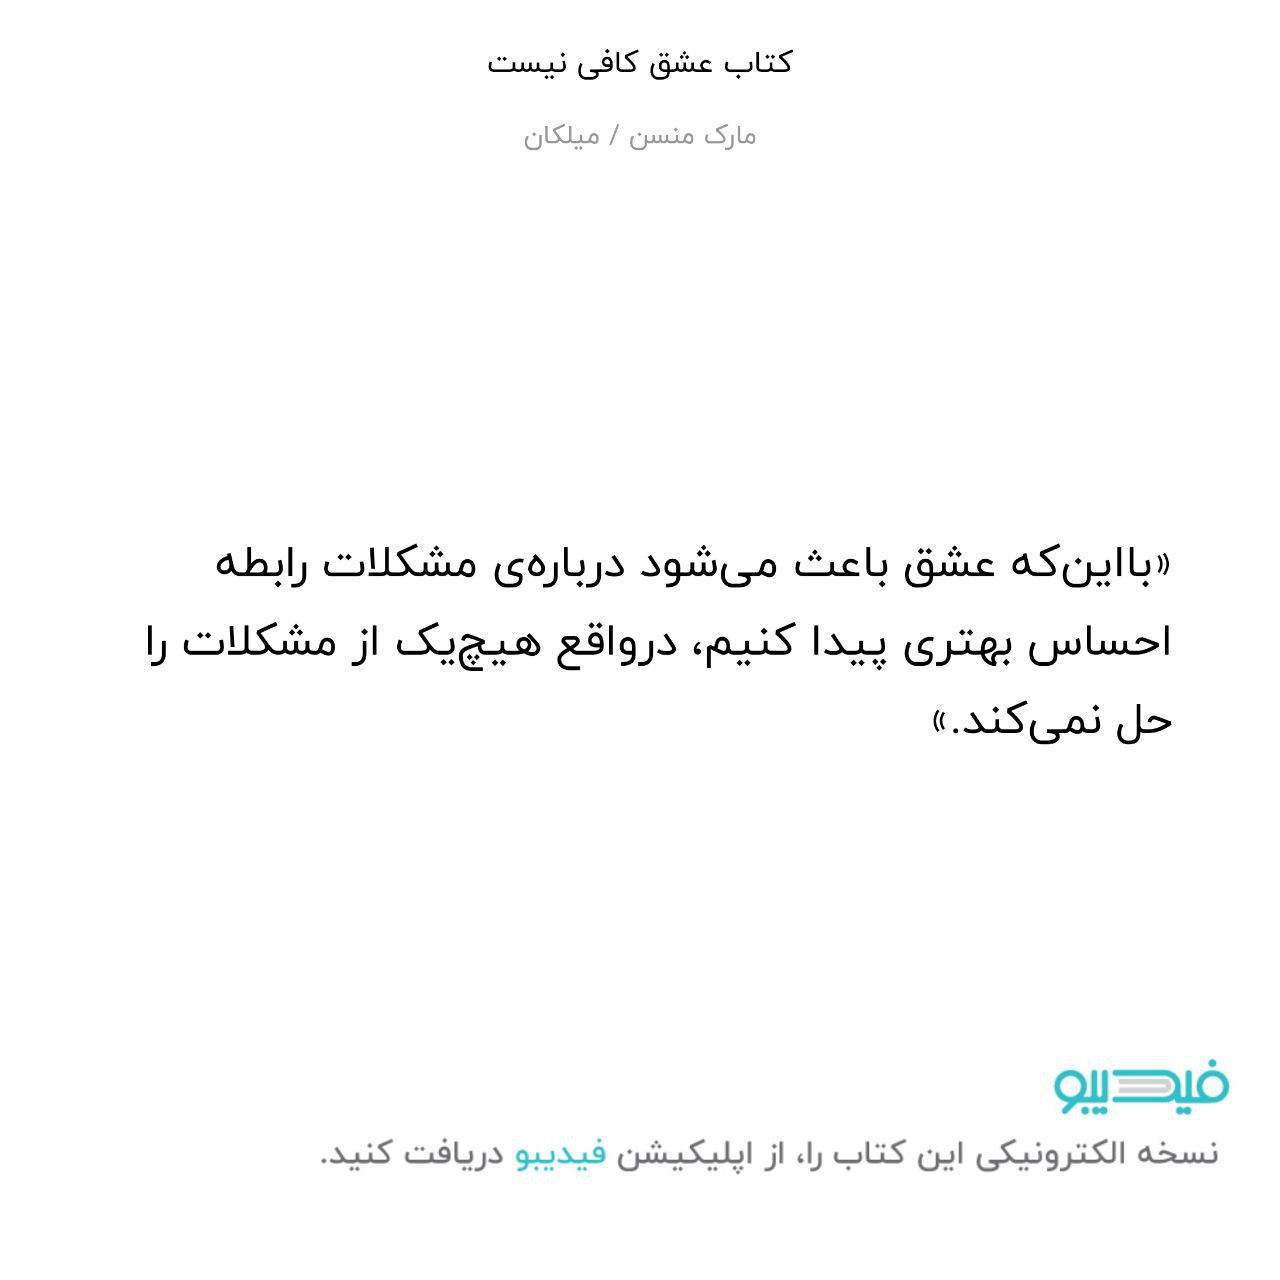 کتاب عشق کافی نیست
مارک منسن / میلکان
«بااین‌که عشق باعث می‌شود درباره‌ی مشکلات رابطه
احساس بهتری پیدا کنیم، درواقع هیچ‌یک از مشکلات را
حل نمی‌کند.»
فیدیبو
نسخه الکترونیکی این کتاب را، از اپلیکیشن فیدیبو دریافت کنید.